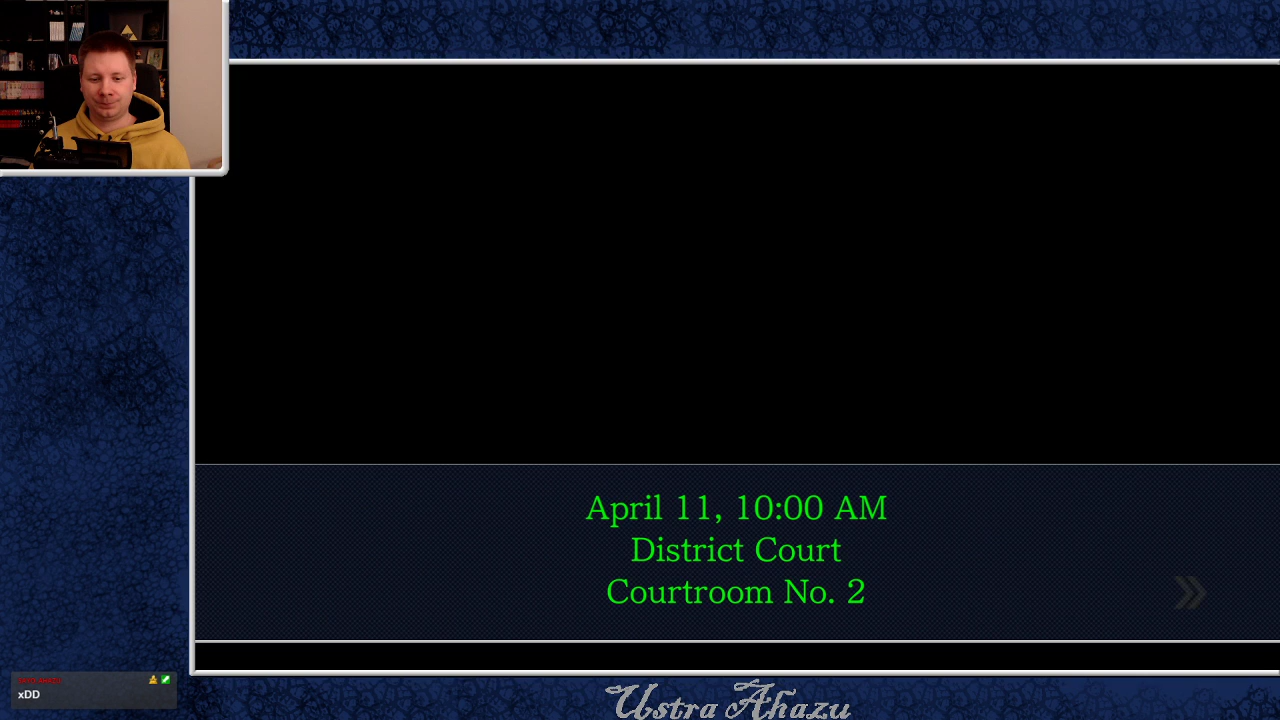 April 11, 10:00 AM
District Court
Courtroom No. 2
xDD
Ustra Ahazu